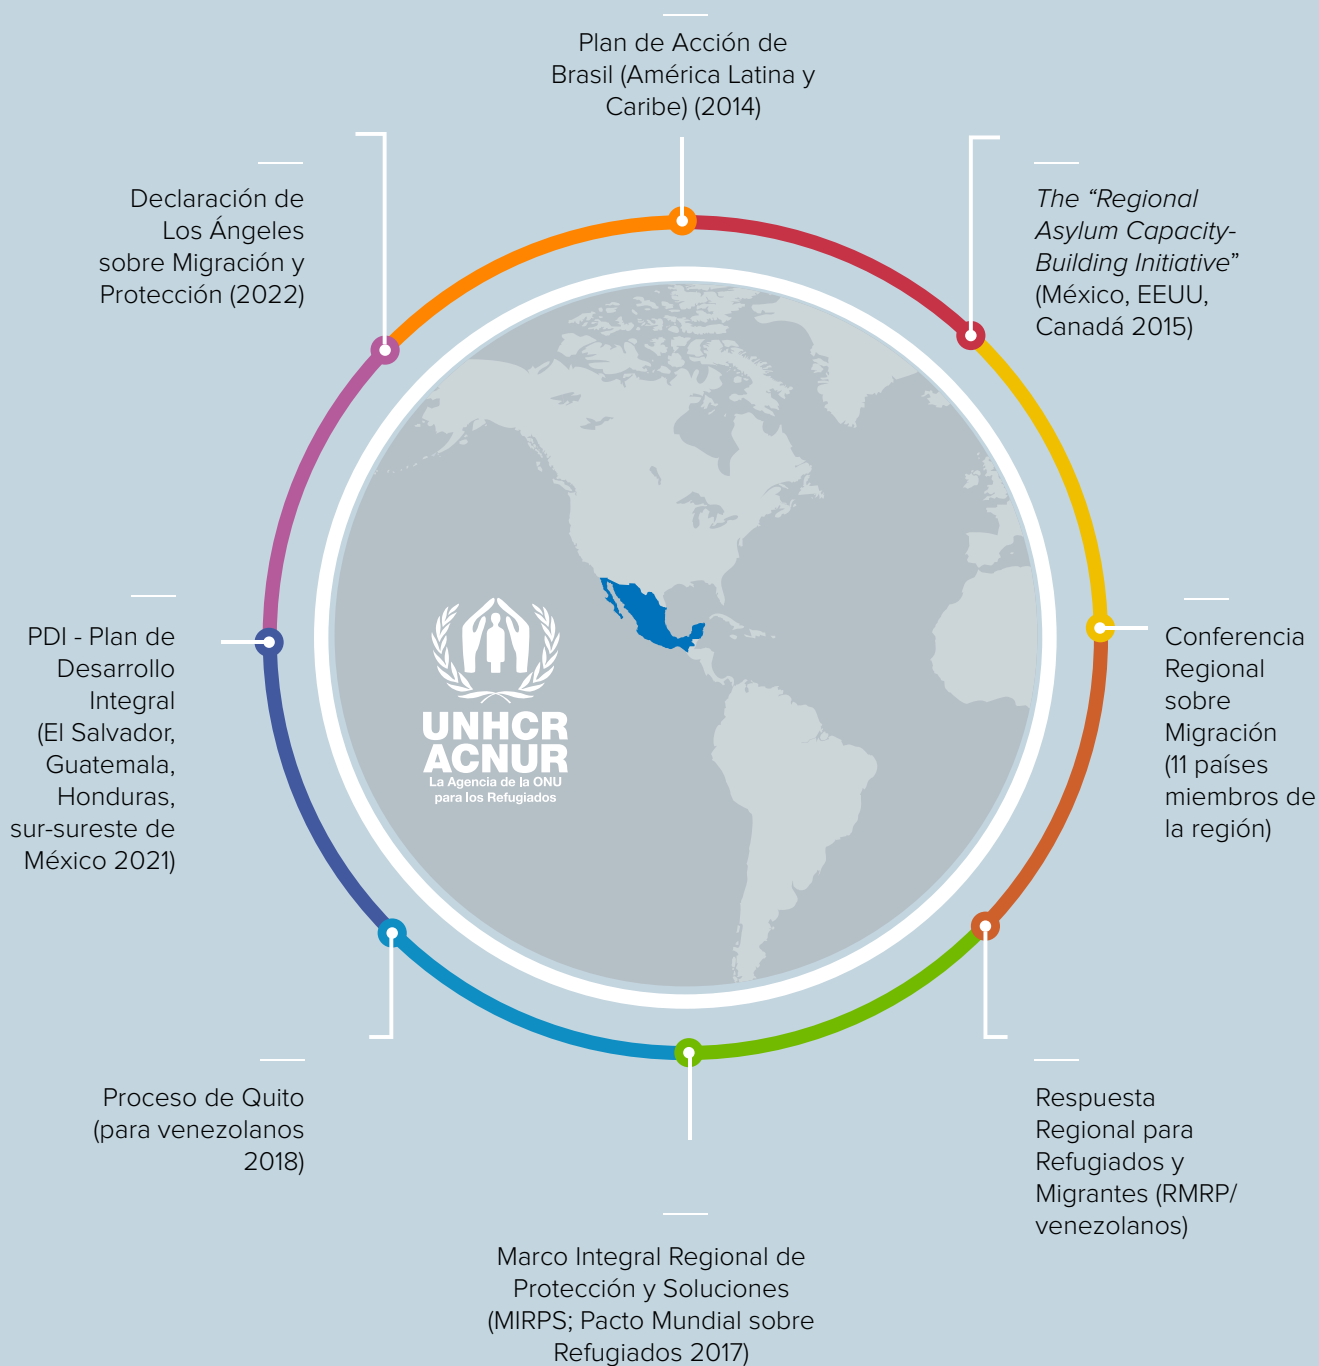 Plan de Acción de
Brasil (América Latina y
Caribe) (2014)
The “Regional
Asylum Capacity-
Building Initiative”
(México, EEUU,
Canadá 2015)
Conferencia
Regional
sobre
Migración
(11 países
miembros de
la región)
Respuesta
Regional para
Refugiados y
Migrantes (RMRP/
venezolanos)
Marco Integral Regional de
Protección y Soluciones
(MIRPS; Pacto Mundial sobre
Refugiados 2017)
Proceso de Quito
(para venezolanos
2018)
PDI - Plan de
Desarrollo
Integral
(El Salvador,
Guatemala,
Honduras,
sur-sureste de
México 2021)
Declaración de
Los Ángeles
sobre Migración y
Protección (2022)
UNHCR
ACNUR
La Agencia de la ONU
para los Refugiados